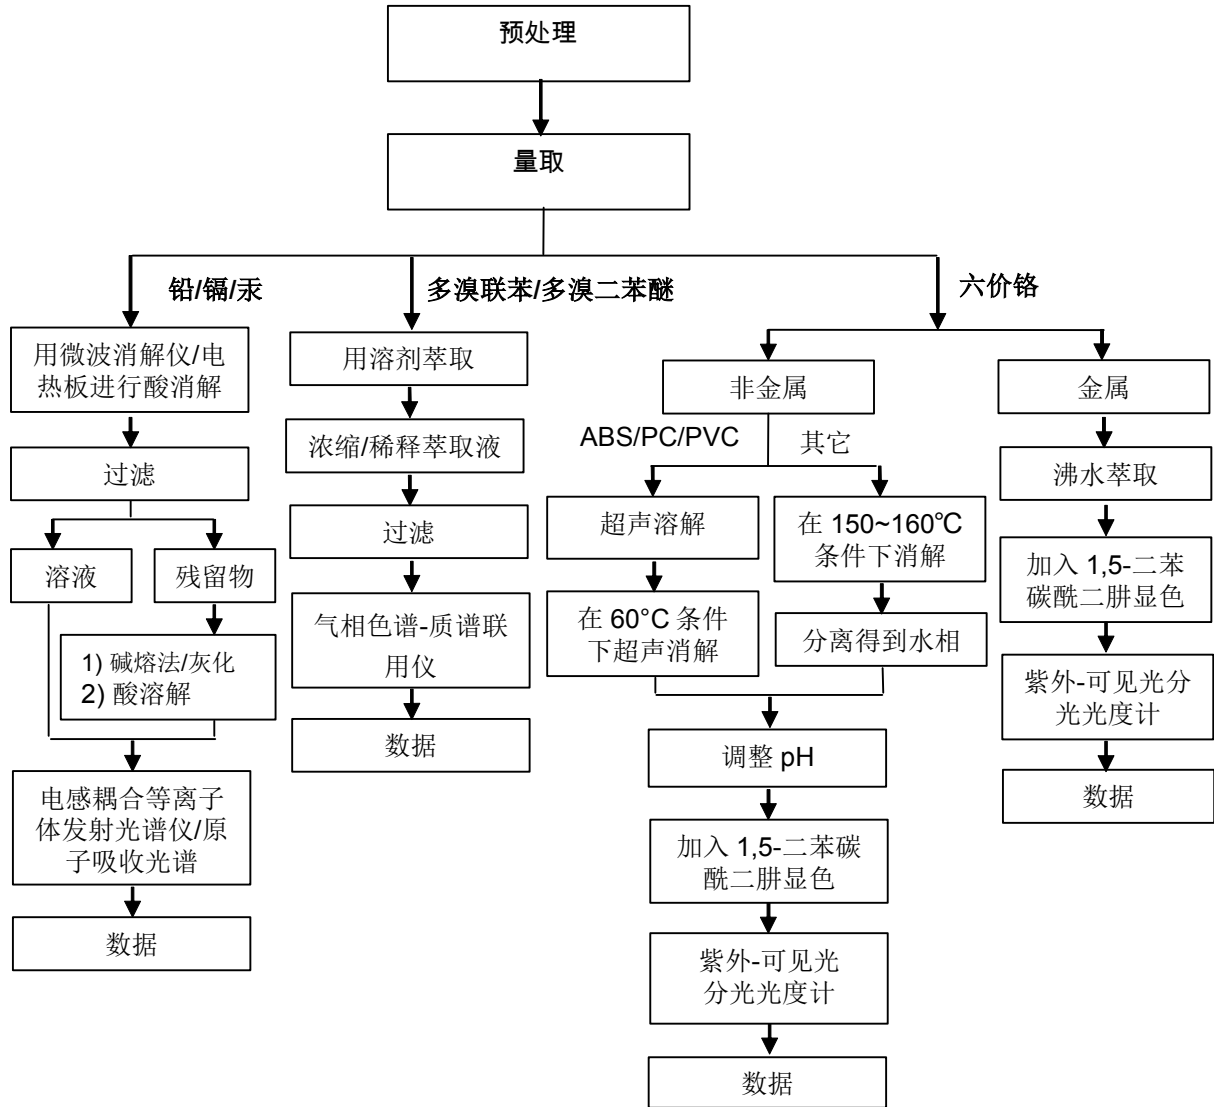 预处理
量取
铅/镉/汞
多溴联苯/多溴二苯醚
六价铬
用微波消解仪/电
热板进行酸消解
过滤
溶液
残留物
1) 碱熔法/灰化
2) 酸溶解
电感耦合等离子
体发射光谱仪/原
子吸收光谱
数据
用溶剂萃取
浓缩/稀释萃取液
过滤
气相色谱-质谱联
用仪
数据
非金属
ABS/PC/PVC
其它
超声溶解
在 60°C 条件
下超声消解
在 150~160℃
条件下消解
分离得到水相
调整 pH
加入 1,5-二苯碳
酰二肼显色
紫外-可见光
分光光度计
数据
金属
沸水萃取
加入 1,5-二苯
碳酰二肼显色
紫外-可见光分
光光度计
数据